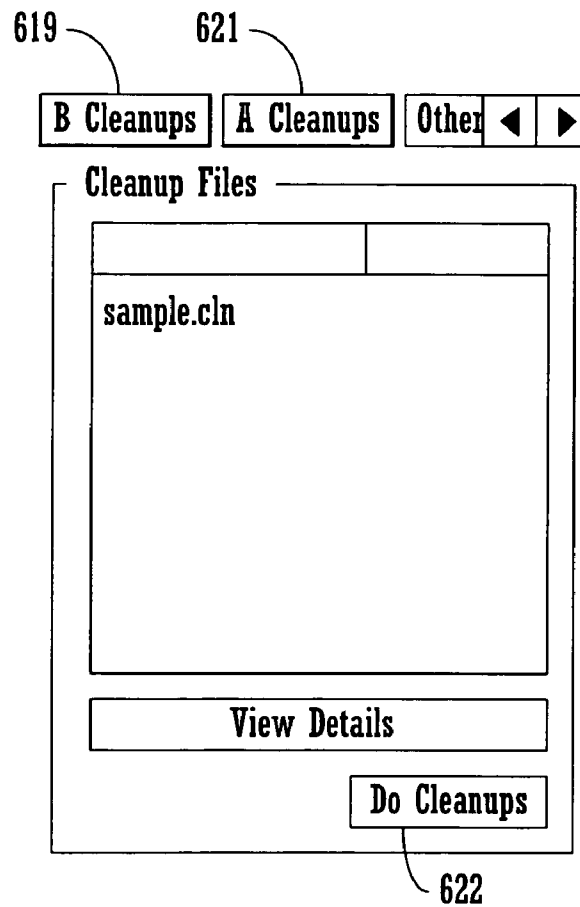 619 621
B Cleanups A Cleanups Other
Cleanup Files
sample.cln
View Details
Do Cleanups
622